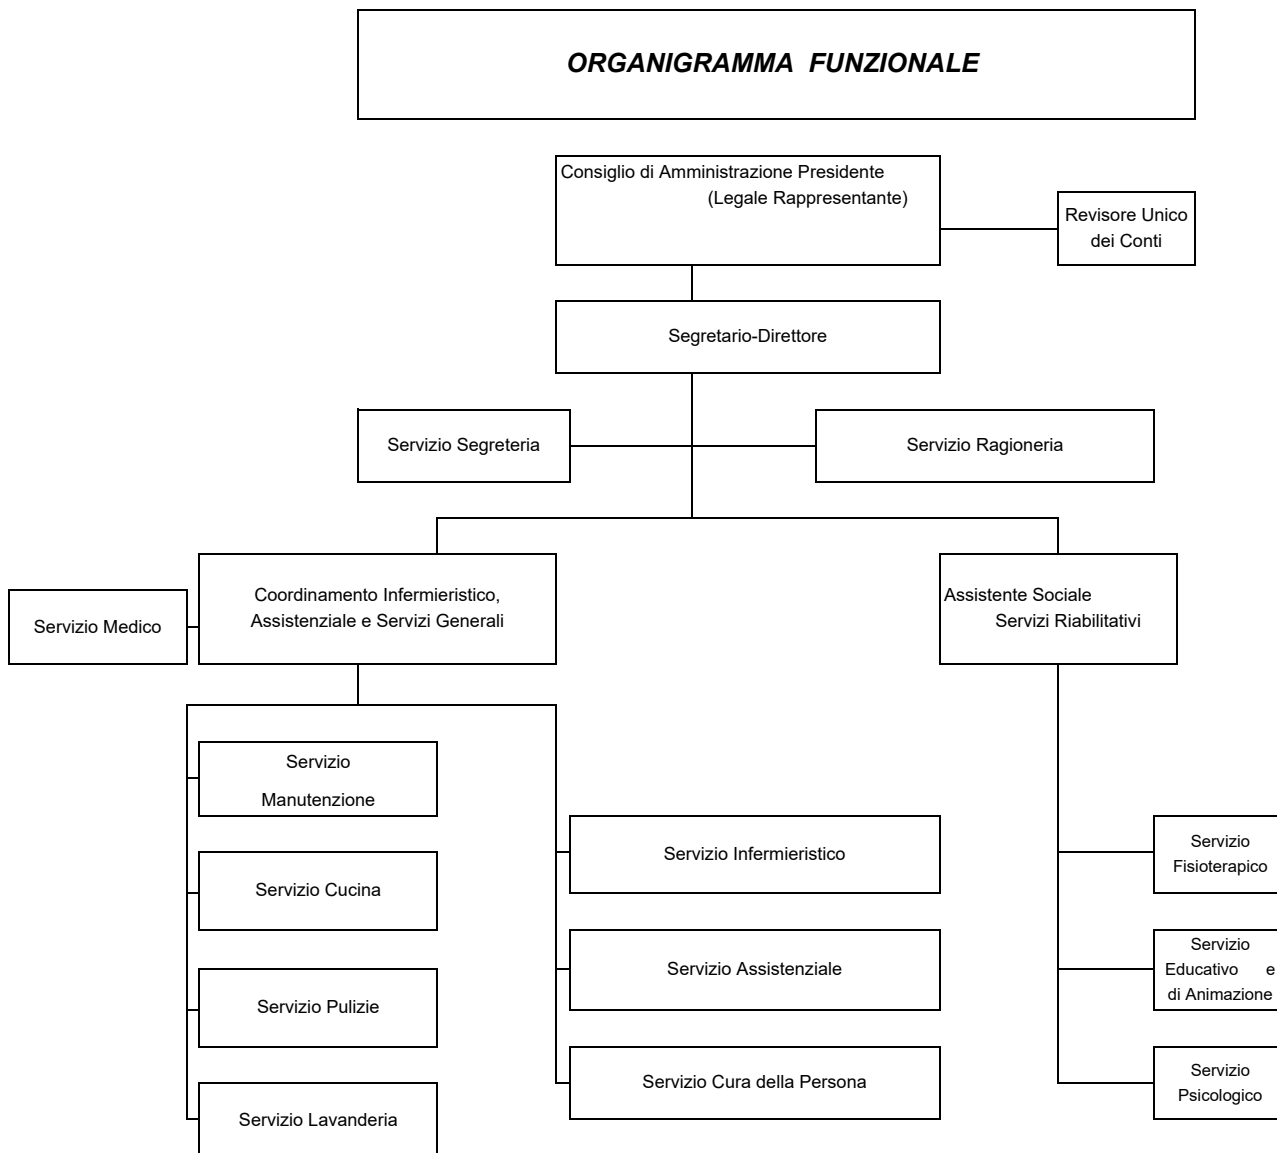 ORGANIGRAMMA FUNZIONALE
Consiglio di Amministrazione Presidente
(Legale Rappresentante)
Revisore Unico
dei Conti
Segretario-Direttore
Servizio Segreteria
Servizio Ragioneria
Servizio Medico
Coordinamento Infermieristico,
Assistenziale e Servizi Generali
Assistente Sociale
Servizi Riabilitativi
Servizio
Manutenzione
Servizio Cucina
Servizio Pulizie
Servizio Lavanderia
Servizio Infermieristico
Servizio Assistenziale
Servizio Cura della Persona
Servizio
Fisioterapico
Servizio
Educativo e
di Animazione
Servizio
Psicologico